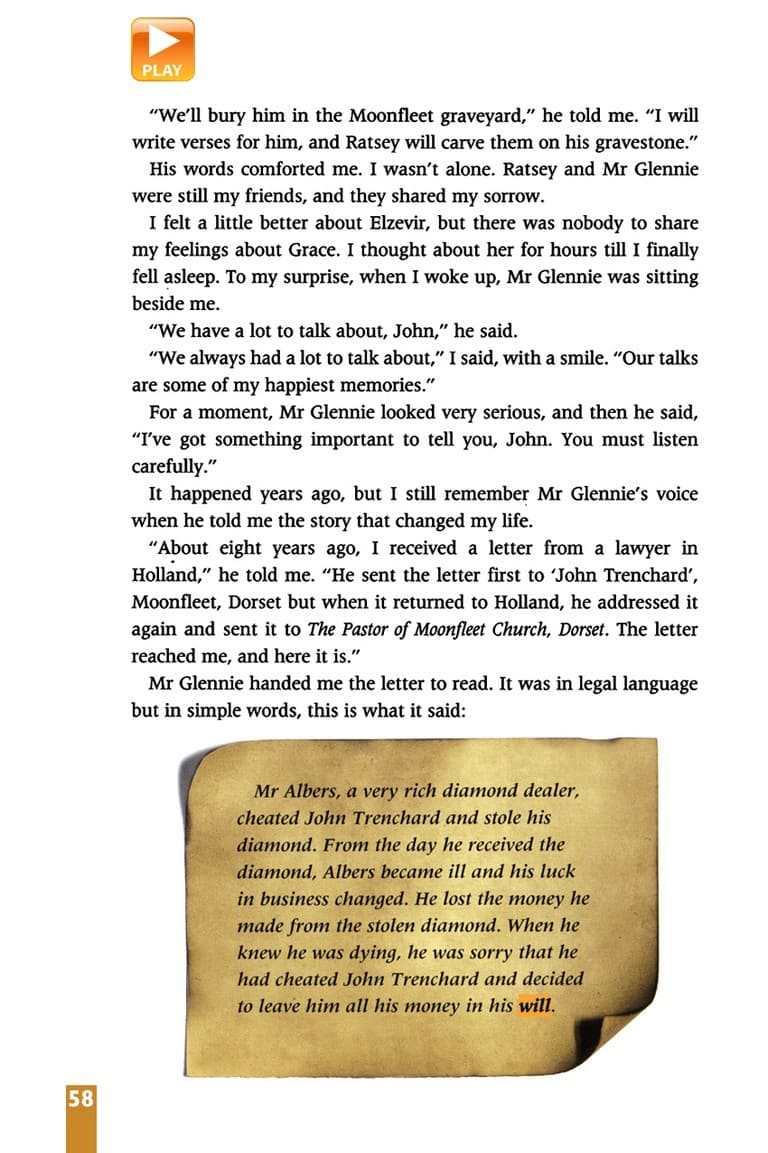 PLAY
“We’ll bury him in the Moonfleet graveyard,” he told me. “I will
write verses for him, and Ratsey will carve them on his gravestone.”
His words comforted me. I wasn’t alone. Ratsey and Mr Glennie
were still my friends, and they shared my sorrow.
I felt a little better about Elzevir, but there was nobody to share
my feelings about Grace. I thought about her for hours till I finally
fell asleep. To my surprise, when I woke up, Mr Glennie was sitting
beside me.
“We have a lot to talk about, John,” he said.
“We always had a lot to talk about,” I said, with a smile. “Our talks
are some of my happiest memories.”
For a moment, Mr Glennie looked very serious, and then he said,
“I’ve got something important to tell you, John. You must listen
carefully.”
It happened years ago, but I still remember Mr Glennie’s voice
when he told me the story that changed my life.
“About eight years ago, I received a letter from a lawyer in
Holland,” he told me. “He sent the letter first to ‘John Trenchard’,
Moonfleet, Dorset but when it returned to Holland, he addressed it
again and sent it to The Pastor of Moonfleet Church, Dorset. The letter
reached me, and here it is.”
Mr Glennie handed me the letter to read. It was in legal language
but in simple words, this is what it said:
Mr Albers, a very rich diamond dealer,
cheated John Trenchard and stole his
diamond. From the day he received the
diamond, Albers became ill and his luck
in business changed. He lost the money he
made from the stolen diamond. When he
knew he was dying, he was sorry that he
had cheated John Trenchard and decided
to leave him all his money in his will.
58